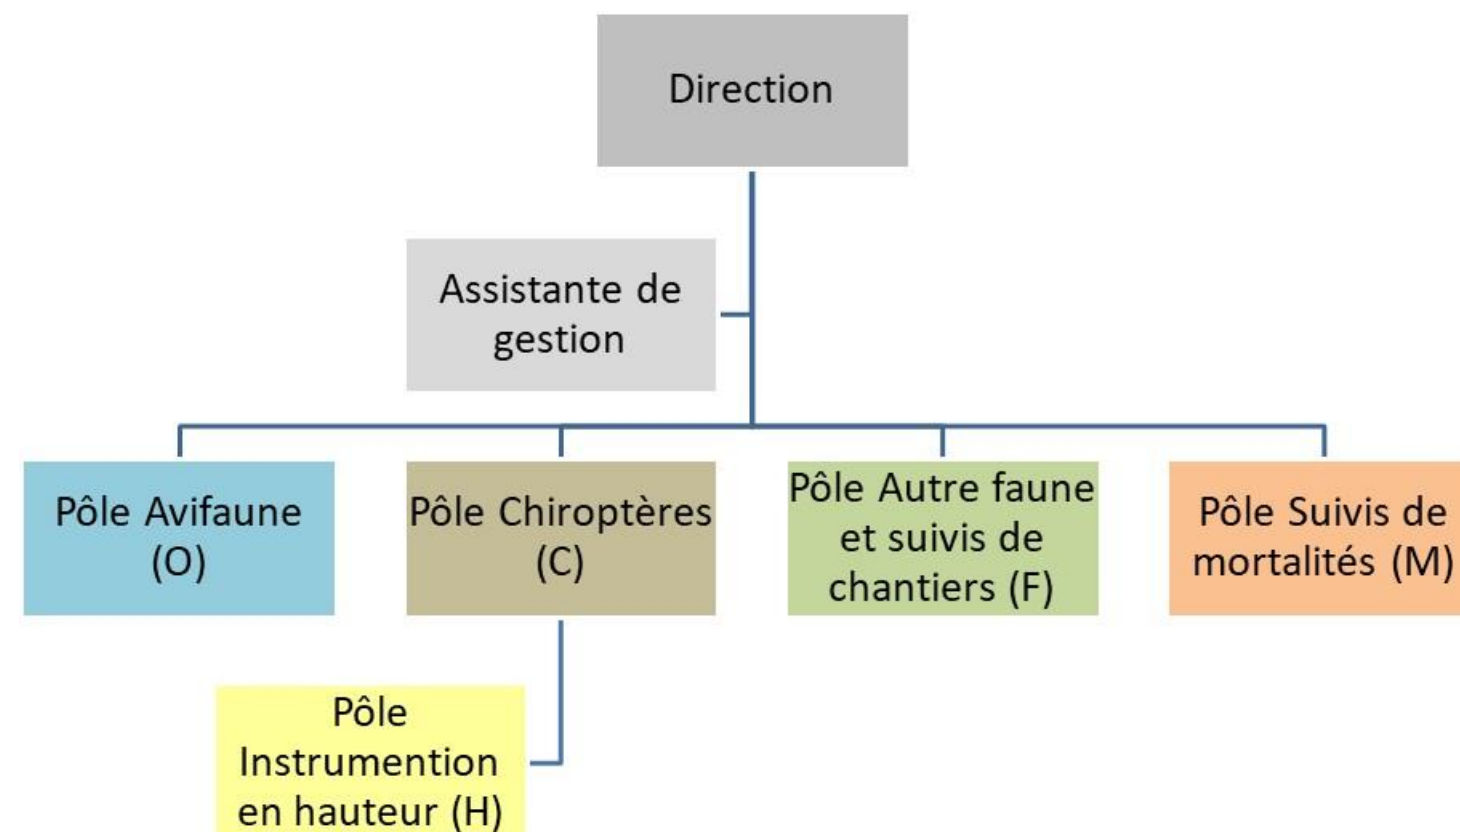 Direction
Assistante de
gestion
Pôle Avifaune
(O)
Pôle Chiroptères
(C)
Pôle Autre faune
et suivis de
chantiers (F)
Pôle Suivis de
mortalités (M)
Pôle
Instrumention
en hauteur (H)